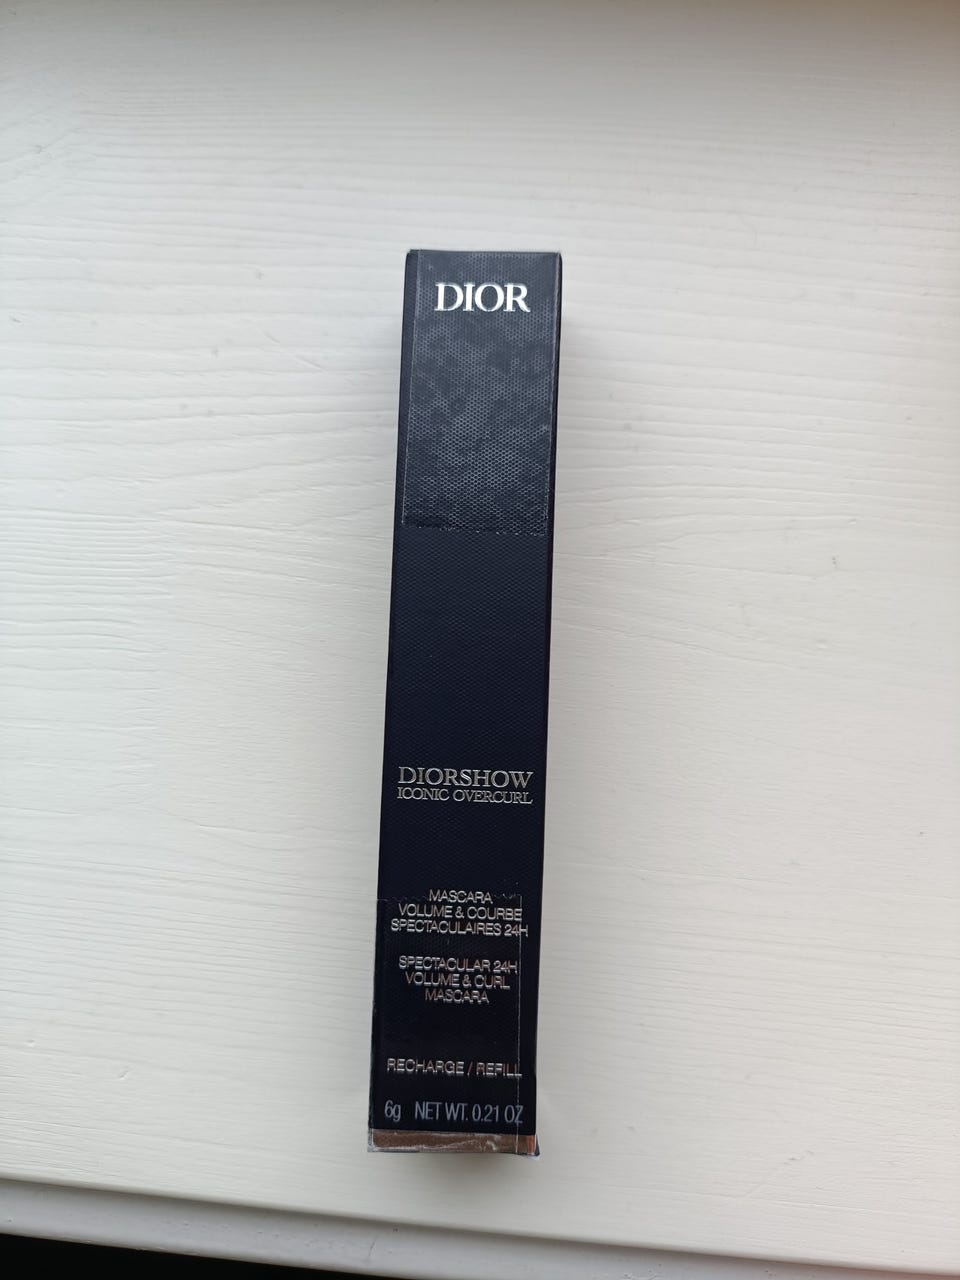 DIOR
DIORSHOW
ICONIC OVERCURL
MASCARA
VOLUME & COURBE
SPECTACULAIRES 24H
SPECTACULAR 24H
VOLUME & CURL
MASCARA
RECHARGE / REFILL
6g NET WT. 0.21 OZ